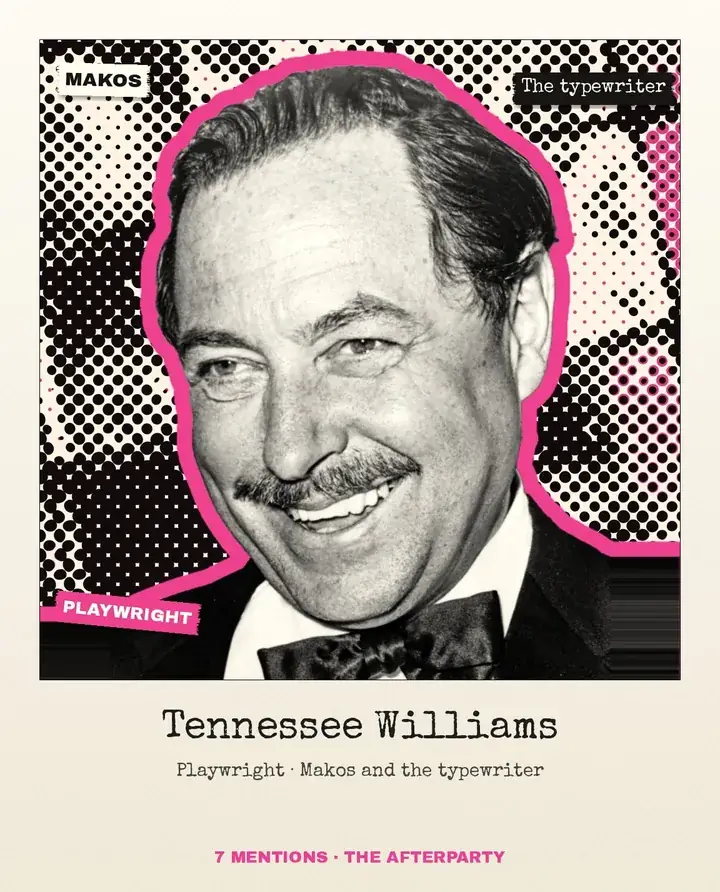 MAKOS
The typewriter
PLAYWRIGHT
Tennessee Williams
Playwright · Makos and the typewriter
7 MENTIONS · THE AFTERPARTY